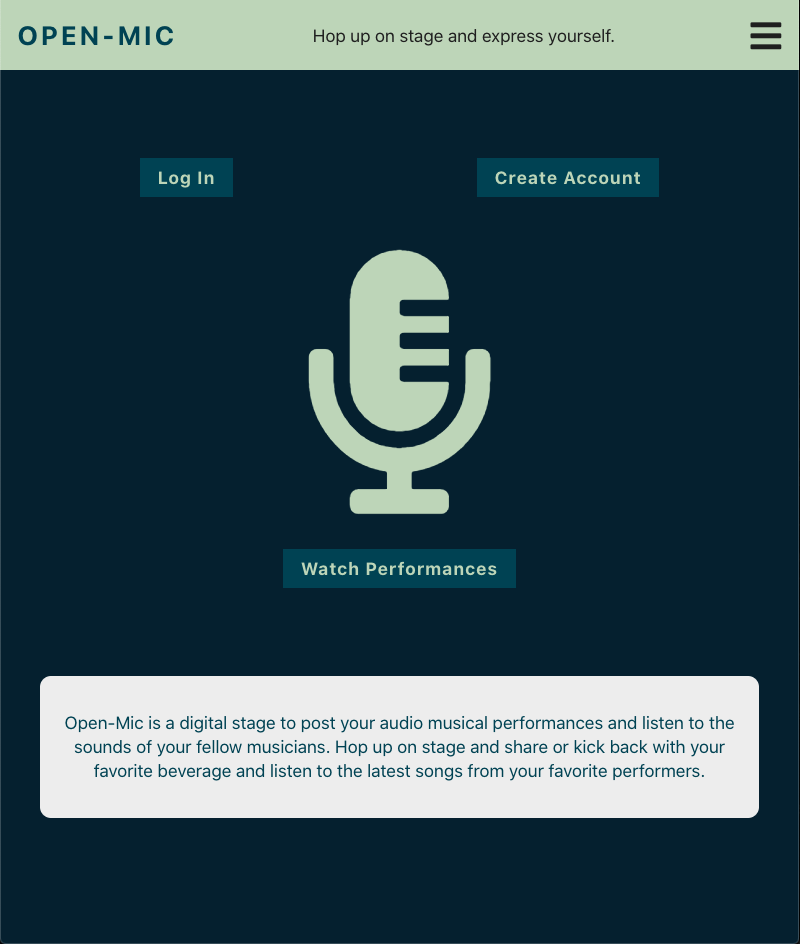 OPEN-MIC
Hop up on stage and express yourself.
Log In
Create Account
Watch Performances
Open-Mic is a digital stage to post your audio musical performances and listen to the
sounds of your fellow musicians. Hop up on stage and share or kick back with your
favorite beverage and listen to the latest songs from your favorite performers.